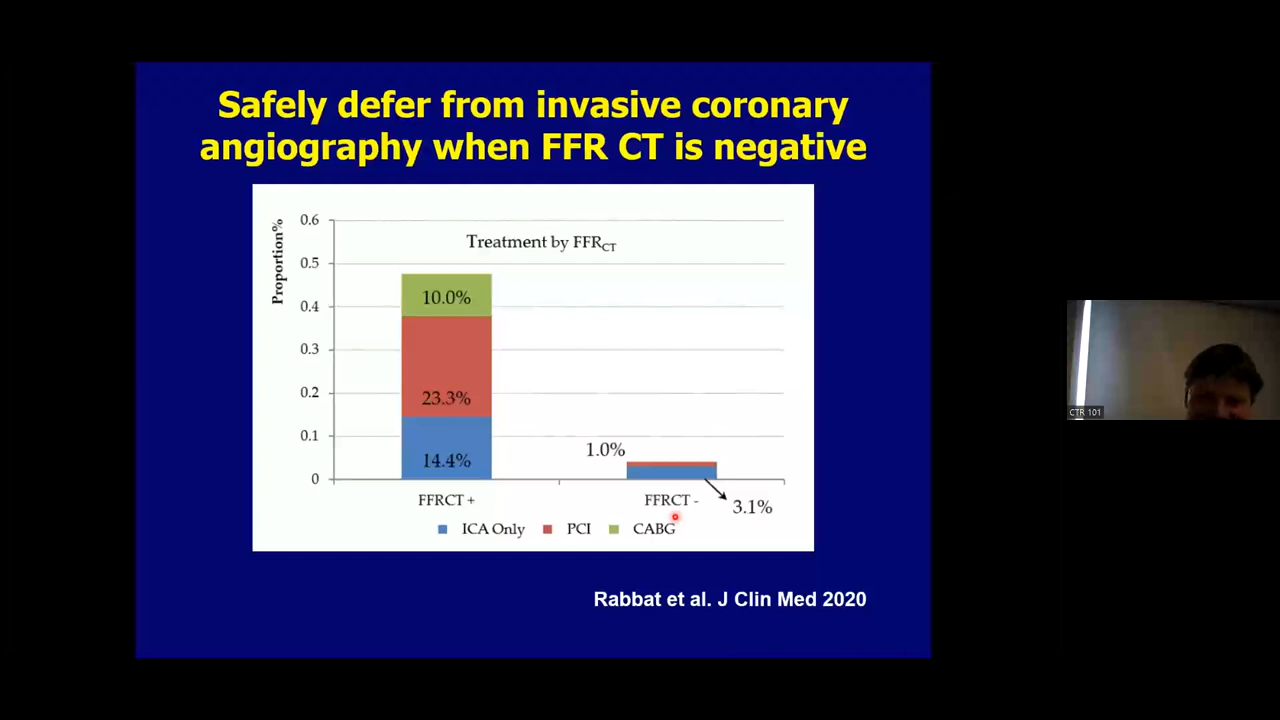 Safely defer from invasive coronary
angiography when FFR CT is negative
Proportion%
Treatment by FFRCT
0.6
0.5
0.4
0.3
0.2
0.1
0
10.0%
23.3%
14.4%
1.0%
3.1%
FFRCT +
FFRCT -
ICA Only
PCI
CABG
Rabbat et al. J Clin Med 2020
CTR 101